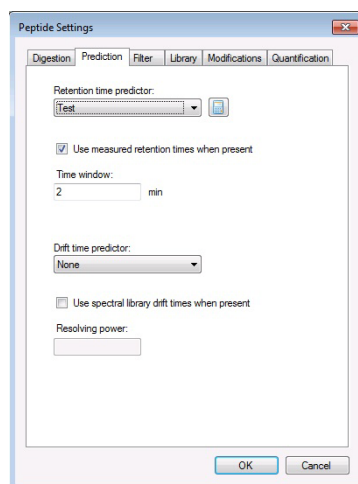 Peptide Settings
Digestion Prediction Filter Library Modifications Quantification
Retention time predictor:
Test
Use measured retention times when present
Time window:
2 min
Drift time predictor:
None
Use spectral library drift times when present
Resolving power:
OK Cancel